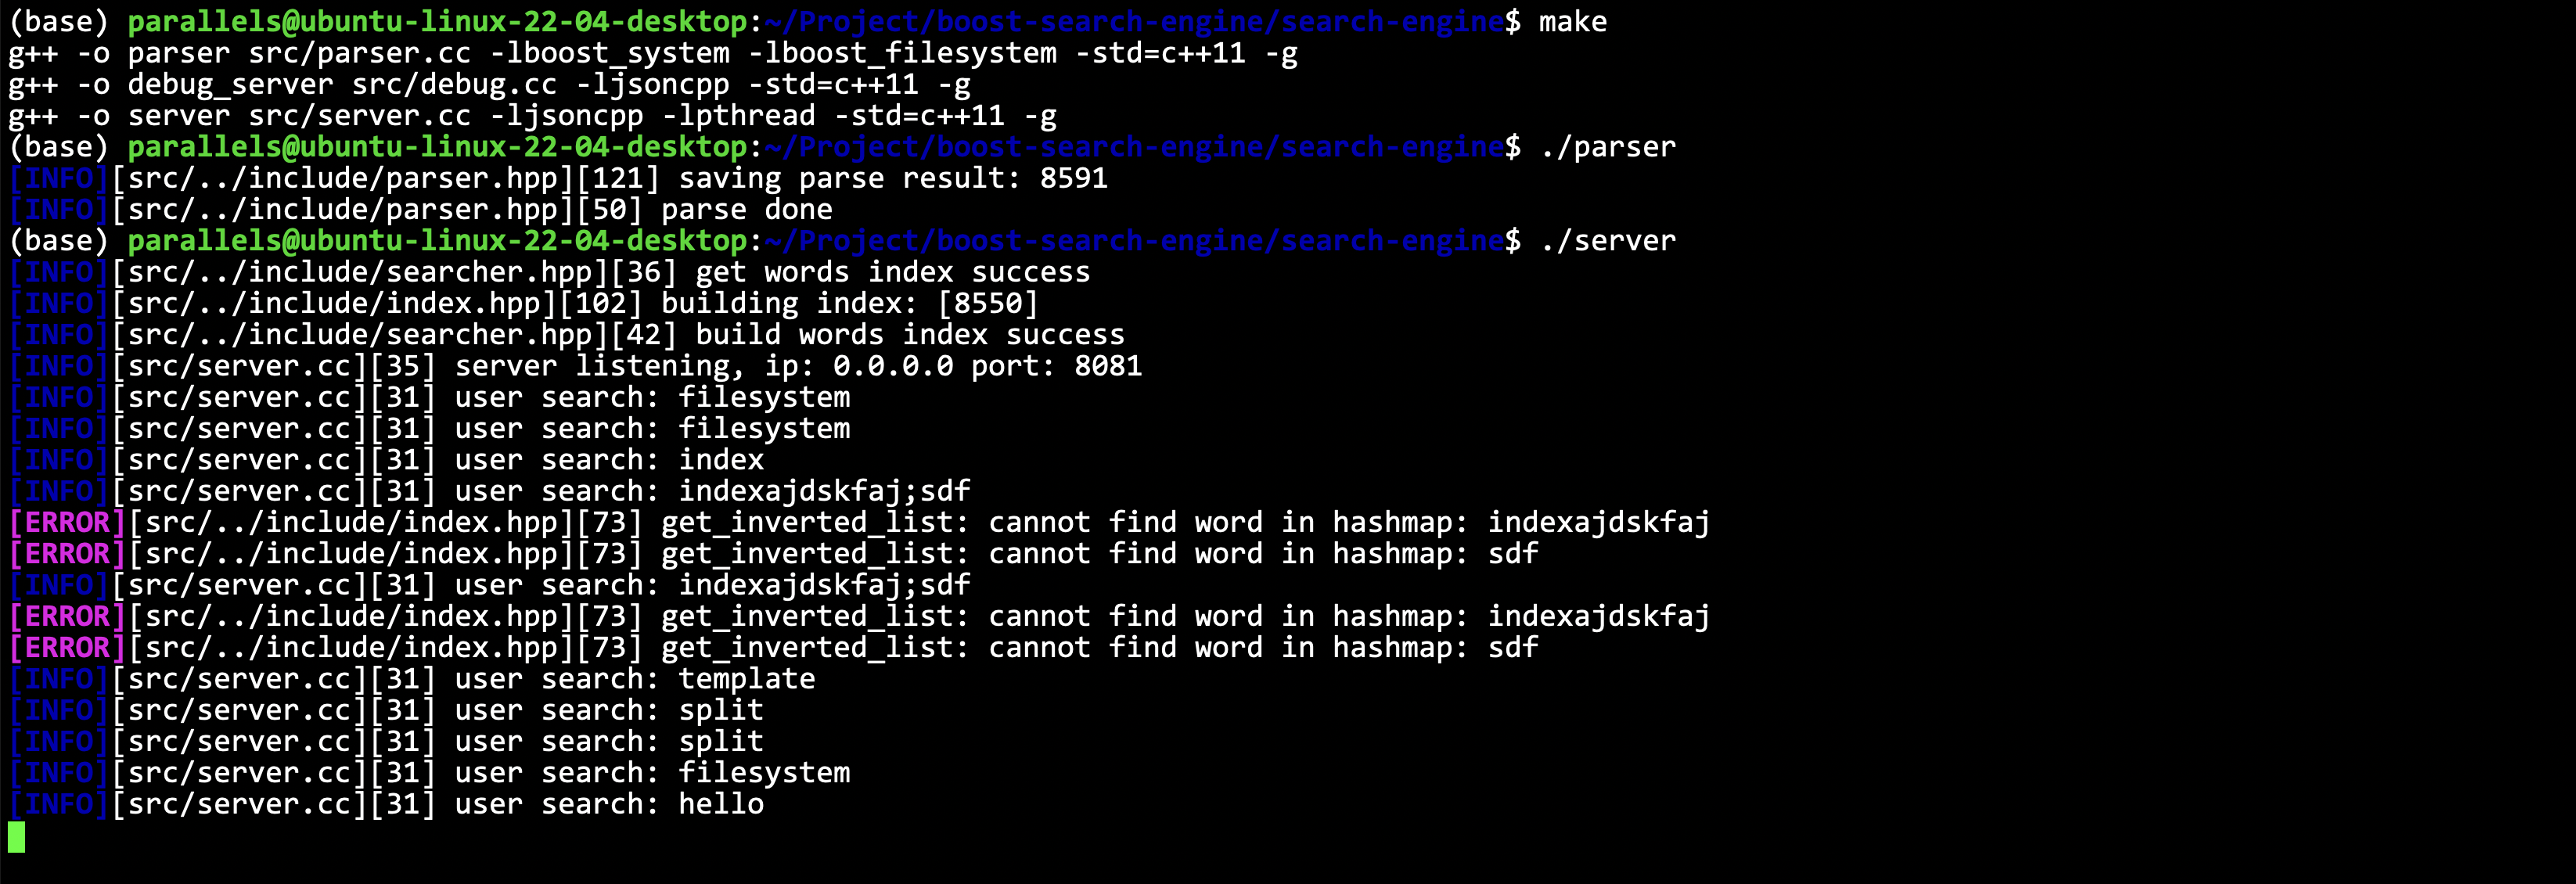 (base) parallels@ubuntu-linux-22-04-desktop:~/Project/boost-search-engine/search-engine$ make
g++ -o parser src/parser.cc -lboost_system -lboost_filesystem -std=c++11 -g
g++ -o debug_server src/debug.cc -ljsoncpp -std=c++11 -g
g++ -o server src/server.cc -ljsoncpp -lpthread -std=c++11 -g
(base) parallels@ubuntu-linux-22-04-desktop:~/Project/boost-search-engine/search-engine$ ./parser
[INFO][src/../include/parser.hpp][121] saving parse result: 8591
[INFO][src/../include/parser.hpp][50] parse done
(base) parallels@ubuntu-linux-22-04-desktop:~/Project/boost-search-engine/search-engine$ ./server
[INFO][src/../include/searcher.hpp][36] get words index success
[INFO][src/../include/index.hpp][102] building index: [8550]
[INFO][src/../include/searcher.hpp][42] build words index success
[INFO][src/server.cc][35] server listening, ip: 0.0.0.0 port: 8081
[INFO][src/server.cc][31] user search: filesystem
[INFO][src/server.cc][31] user search: filesystem
[INFO][src/server.cc][31] user search: index
[INFO][src/server.cc][31] user search: indexajdskfaj;sdf
[ERROR][src/../include/index.hpp][73] get_inverted_list: cannot find word in hashmap: indexajdskfaj
[ERROR][src/../include/index.hpp][73] get_inverted_list: cannot find word in hashmap: sdf
[INFO][src/server.cc][31] user search: indexajdskfaj;sdf
[ERROR][src/../include/index.hpp][73] get_inverted_list: cannot find word in hashmap: indexajdskfaj
[ERROR][src/../include/index.hpp][73] get_inverted_list: cannot find word in hashmap: sdf
[INFO][src/server.cc][31] user search: template
[INFO][src/server.cc][31] user search: split
[INFO][src/server.cc][31] user search: split
[INFO][src/server.cc][31] user search: filesystem
[INFO][src/server.cc][31] user search: hello